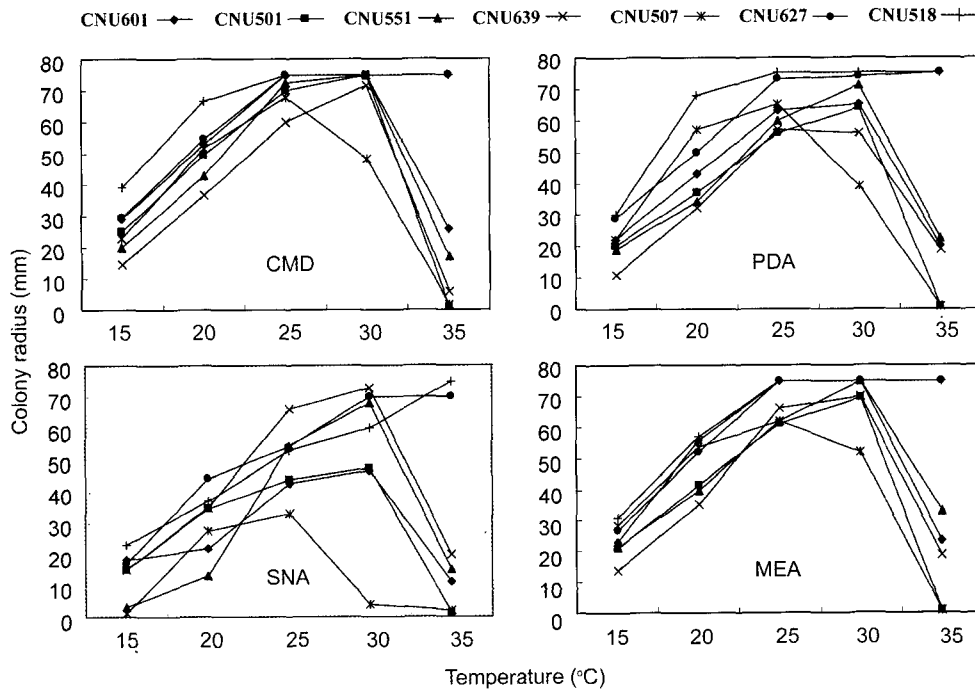 CNU601 CNU501 CNU551 CNU639 CNU507 CNU627 CNU518
80 70 60 50 40 30 20 10 0
CMD
15 20 25 30 35
80 70 60 50 40 30 20 10 0
PDA
15 20 25 30 35
Colony radius (mm)
80 70 60 50 40 30 20 10 0
SNA
15 20 25 30 35
80 70 60 50 40 30 20 10 0
MEA
15 20 25 30 35
Temperature (°C)